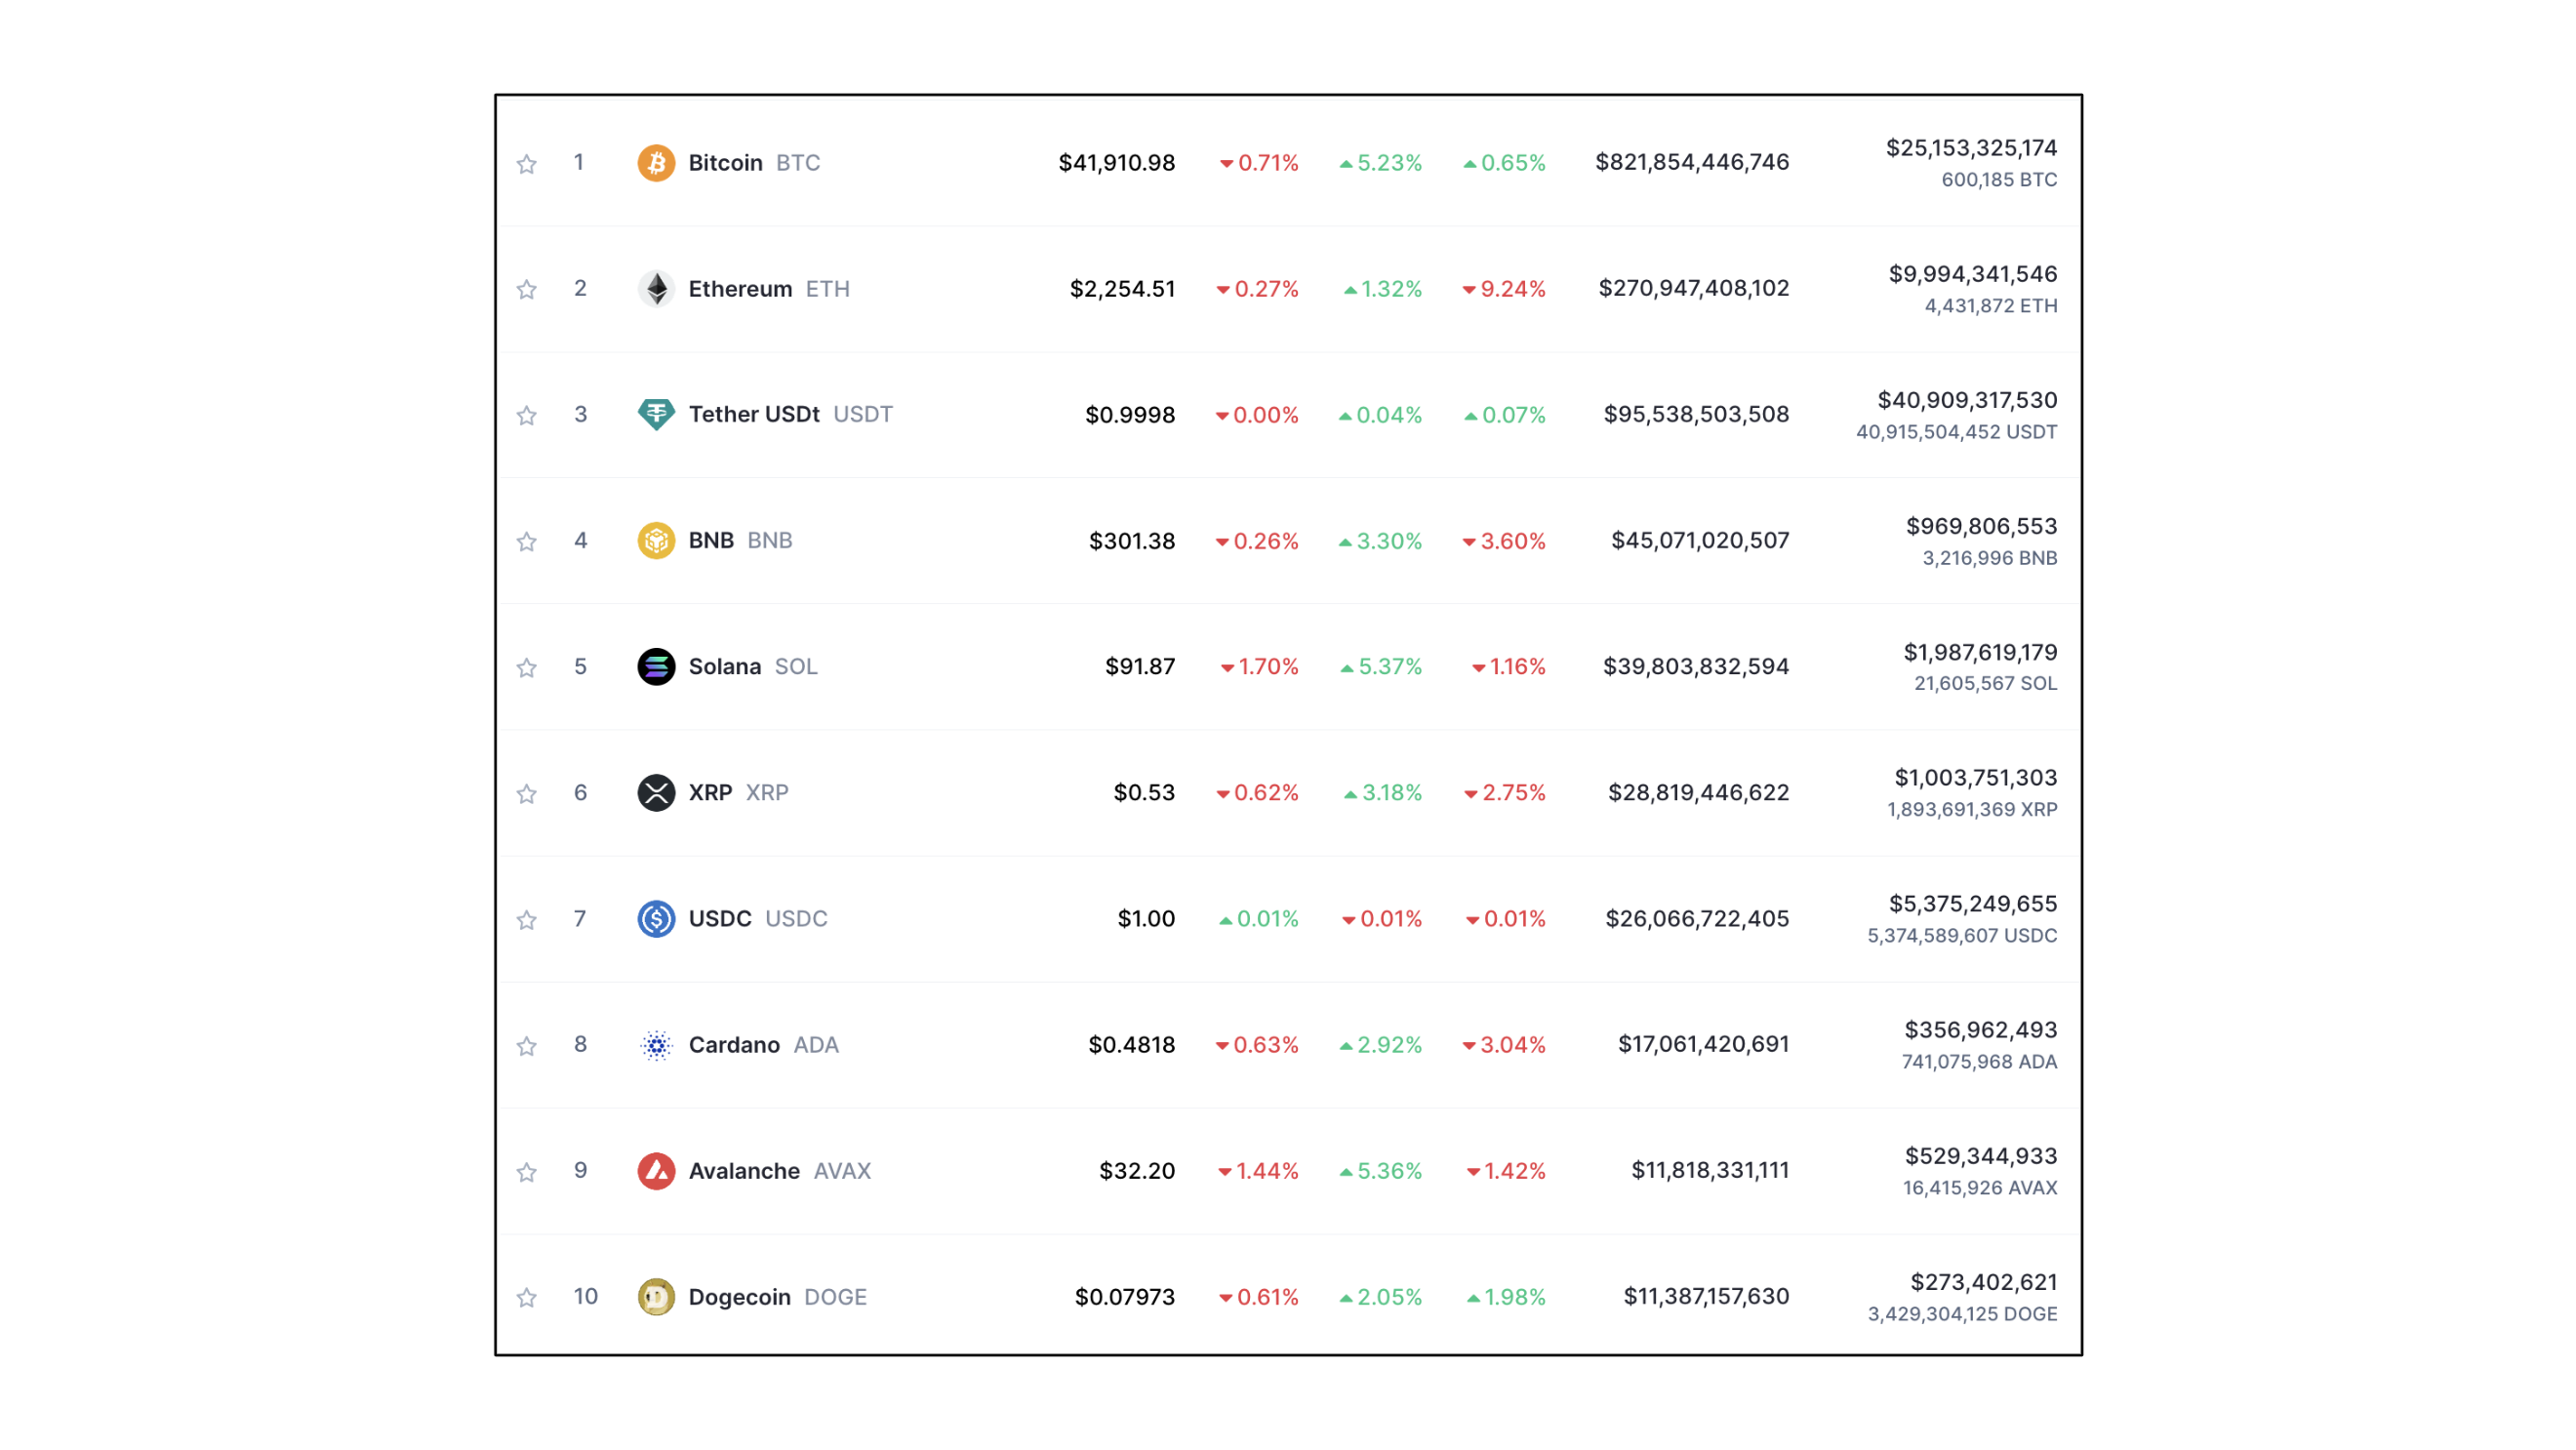 1 Bitcoin BTC $41,910.98 0.71% 5.23% 0.65% $821,854,446,746 $25,153,325,174
600,185 BTC
2 Ethereum ETH $2,254.51 0.27% 1.32% 9.24% $270,947,408,102 $9,994,341,546
4,431,872 ETH
3 Tether USDt USDT $0.9998 0.00% 0.04% 0.07% $95,538,503,508 $40,909,317,530
40,915,504,452 USDT
4 BNB BNB $301.38 0.26% 3.30% 3.60% $45,071,020,507 $969,806,553
3,216,996 BNB
5 Solana SOL $91.87 1.70% 5.37% 1.16% $39,803,832,594 $1,987,619,179
21,605,567 SOL
6 XRP XRP $0.53 0.62% 3.18% 2.75% $28,819,446,622 $1,003,751,303
1,893,691,369 XRP
7 USDC USDC $1.00 0.01% 0.01% 0.01% $26,066,722,405 $5,375,249,655
5,374,589,607 USDC
8 Cardano ADA $0.4818 0.63% 2.92% 3.04% $17,061,420,691 $356,962,493
741,075,968 ADA
9 Avalanche AVAX $32.20 1.44% 5.36% 1.42% $11,818,331,111 $529,344,933
16,415,926 AVAX
10 Dogecoin DOGE $0.07973 0.61% 2.05% 1.98% $11,387,157,630 $273,402,621
3,429,304,125 DOGE